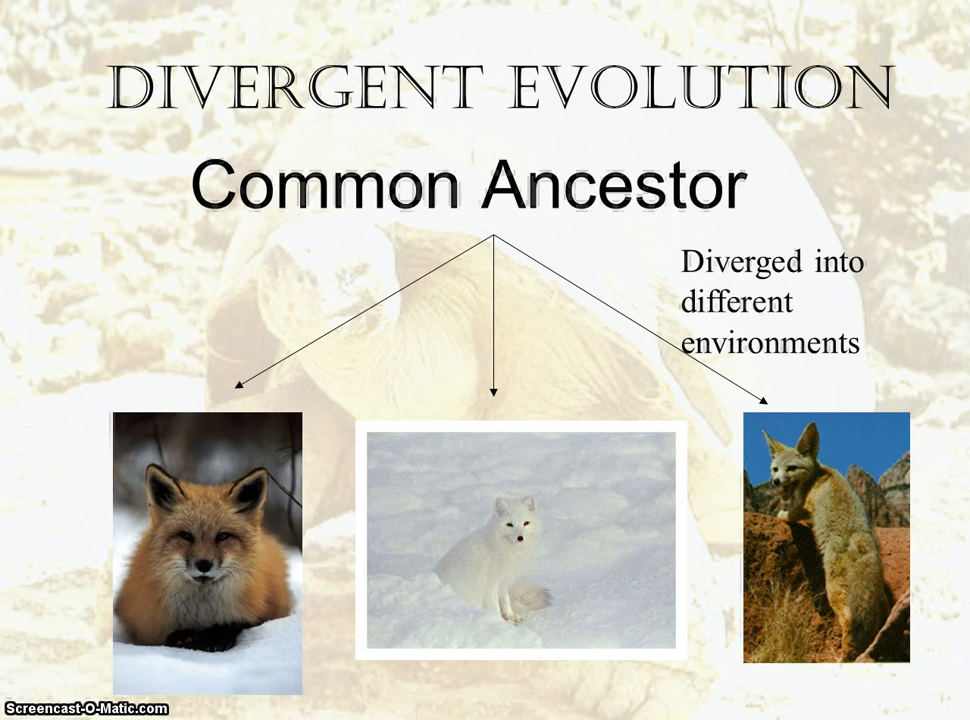 DIVERGENT EVOLUTION
Common Ancestor
Diverged into
different
environments
Screencast-O-Matic.com